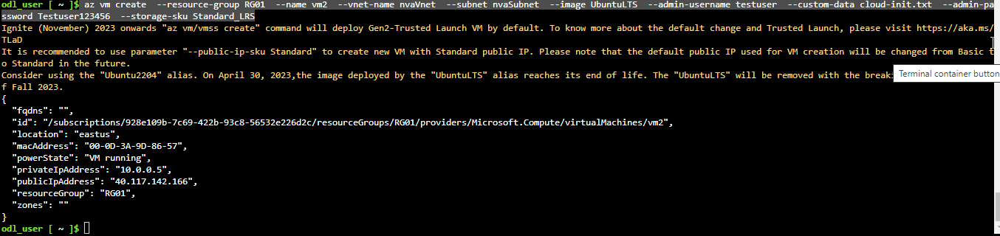 odl_user [ ~ ]$ az vm create  --resource-group RG01  --name vm2  --vnet-name nvaVnet  --subnet nvaSubnet  --image UbuntuLTS  --admin-username testuser  --custom-data cloud-init.txt  --admin-pa
ssword Testuser123456  --storage-sku Standard_LRS
Ignite (November) 2023 onwards "az vm/vmss create" command will deploy Gen2-Trusted Launch VM by default. To know more about the default change and Trusted Launch, please visit https://aka.ms/
TLaD
It is recommended to use parameter "--public-ip-sku Standard" to create new VM with Standard public IP. Please note that the default public IP used for VM creation will be changed from Basic t
o Standard in the future.
Consider using the "Ubuntu2204" alias. On April 30, 2023,the image deployed by the "UbuntuLTS" alias reaches its end of life. The "UbuntuLTS" will be removed with the
Terminal container button
f Fall 2023.
{
  "fqdns": "",
  "id": "/subscriptions/928e109b-7c69-422b-93c8-56532e226d2c/resourceGroups/RG01/providers/Microsoft.Compute/virtualMachines/vm2",
  "location": "eastus",
  "macAddress": "00-0D-3A-9D-86-57",
  "powerState": "VM running",
  "privateIpAddress": "10.0.0.5",
  "publicIpAddress": "40.117.142.166",
  "resourceGroup": "RG01",
  "zones": ""
}
odl_user [ ~ ]$